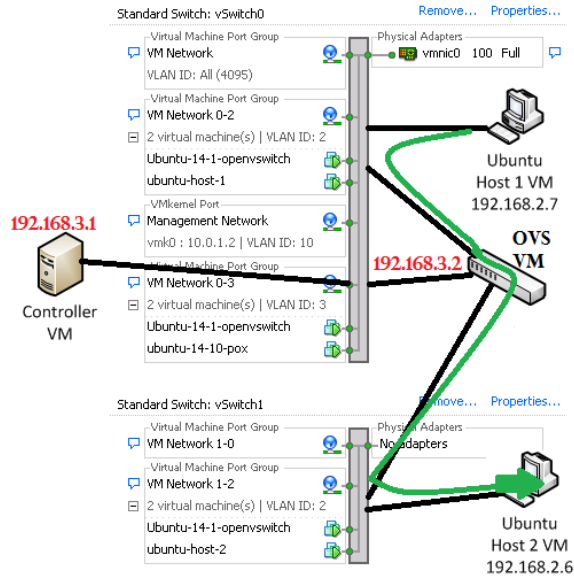 Standard Switch: vSwitch0
Remove... Properties...
Virtual Machine Port Group
VM Network
VLAN ID: All (4095)
Physical Adapters
vmnic0 100 Full
Virtual Machine Port Group
VM Network 0-2
2 virtual machine(s) | VLAN ID: 2
Ubuntu-14-1-openvswitch
ubuntu-host-1
VMkernel Port
Management Network
vmk0 : 10.0.1.2 | VLAN ID: 10
Virtual Machine Port Group
VM Network 0-3
2 virtual machine(s) | VLAN ID: 3
Ubuntu-14-1-openvswitch
ubuntu-14-10-pox
Ubuntu
Host 1 VM
192.168.2.7
192.168.3.1
Controller
VM
192.168.3.2
OVS
VM
Standard Switch: vSwitch1
Remove... Properties...
Virtual Machine Port Group
VM Network 1-0
Physical Adapters
No adapters
Virtual Machine Port Group
VM Network 1-2
2 virtual machine(s) | VLAN ID: 2
Ubuntu-14-1-openvswitch
ubuntu-host-2
Ubuntu
Host 2 VM
192.168.2.6